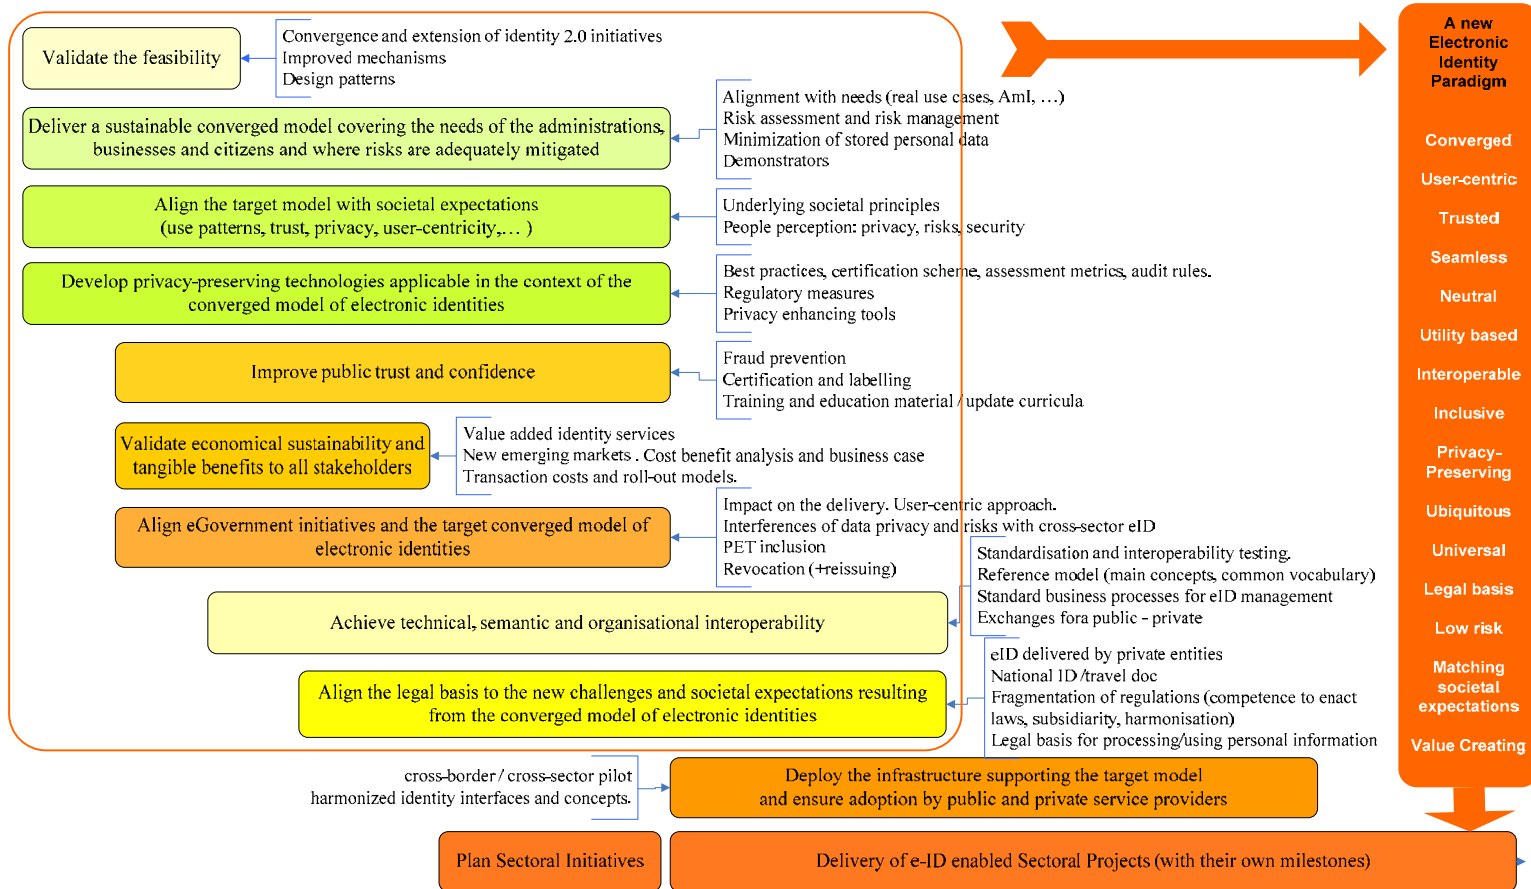 Validate the feasibility
Convergence and extension of identity 2.0 initiatives
Improved mechanisms
Design patterns
Deliver a sustainable converged model covering the needs of the administrations,
businesses and citizens and where risks are adequately mitigated
Alignment with needs (real use cases, AmI, …)
Risk assessment and risk management
Minimization of stored personal data
Demonstrators
Align the target model with societal expectations
(use patterns, trust, privacy, user-centricity,… )
Underlying societal principles
People perception: privacy, risks, security
Develop privacy-preserving technologies applicable in the context of the
converged model of electronic identities
Best practices, certification scheme, assessment metrics, audit rules.
Regulatory measures
Privacy enhancing tools
Improve public trust and confidence
Fraud prevention
Certification and labelling
Training and education material / update curricula
Validate economical sustainability and
tangible benefits to all stakeholders
Value added identity services
New emerging markets . Cost benefit analysis and business case
Transaction costs and roll-out models.
Align eGovernment initiatives and the target converged model of
electronic identities
Impact on the delivery. User-centric approach.
Interferences of data privacy and risks with cross-sector eID
PET inclusion
Revocation (+reissuing)
Achieve technical, semantic and organisational interoperability
Standardisation and interoperability testing.
Reference model (main concepts, common vocabulary)
Standard business processes for eID management
Exchanges fora public - private
Align the legal basis to the new challenges and societal expectations resulting
from the converged model of electronic identities
eID delivered by private entities
National ID /travel doc
Fragmentation of regulations (competence to enact
laws, subsidiarity, harmonisation)
Legal basis for processing/using personal information
cross-border / cross-sector pilot
harmonized identity interfaces and concepts.
Deploy the infrastructure supporting the target model
and ensure adoption by public and private service providers
Plan Sectoral Initiatives
Delivery of e-ID enabled Sectoral Projects (with their own milestones)
A new
Electronic
Identity
Paradigm
Converged
User-centric
Trusted
Seamless
Neutral
Utility based
Interoperable
Inclusive
Privacy-
Preserving
Ubiquitous
Universal
Legal basis
Low risk
Matching
societal
expectations
Value Creating